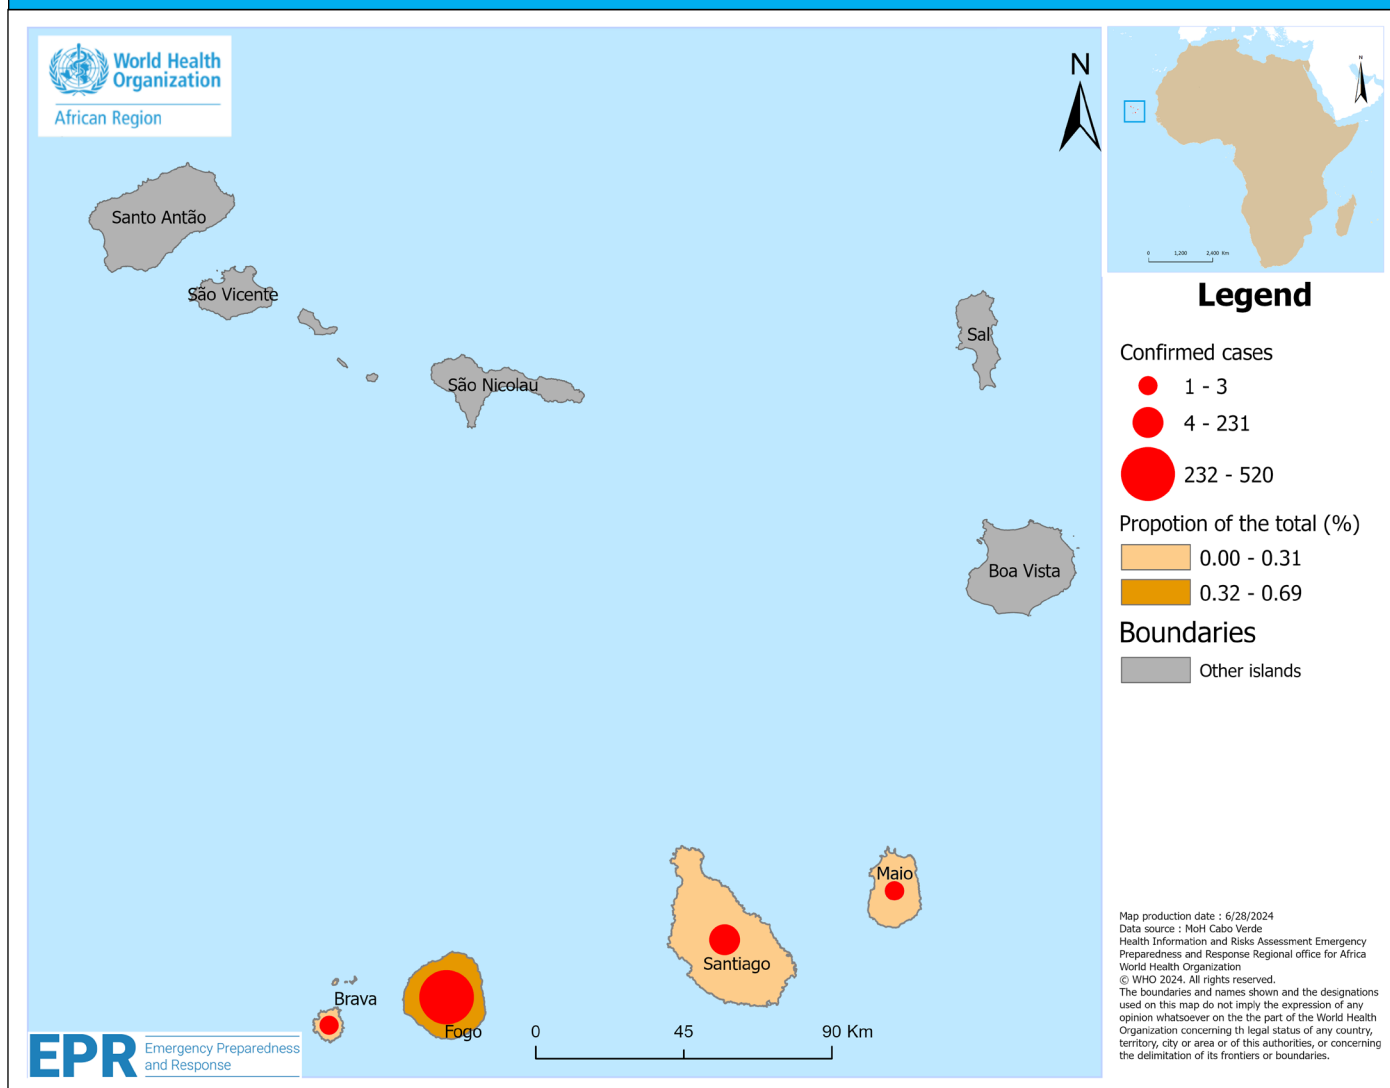 World Health
Organization
African Region
N
Santo Antão
São Vicente
São Nicolau
Sal
Boa Vista
Maio
Santiago
Brava
Fogo
0 45 90 Km
EPR Emergency Preparedness
and Response
N
0 1,200 2,400 Km
Legend
Confirmed cases
1 - 3
4 - 231
232 - 520
Propotion of the total (%)
0.00 - 0.31
0.32 - 0.69
Boundaries
Other islands
Map production date : 6/28/2024
Data source : MoH Cabo Verde
Health Information and Risks Assessment Emergency
Preparedness and Response Regional office for Africa
World Health Organization
© WHO 2024. All rights reserved.
The boundaries and names shown and the designations
used on this map do not imply the expression of any
opinion whatsoever on the the part of the World Health
Organization concerning th legal status of any country,
territory, city or area or of this authorities, or concerning
the delimitation of its frontiers or boundaries.